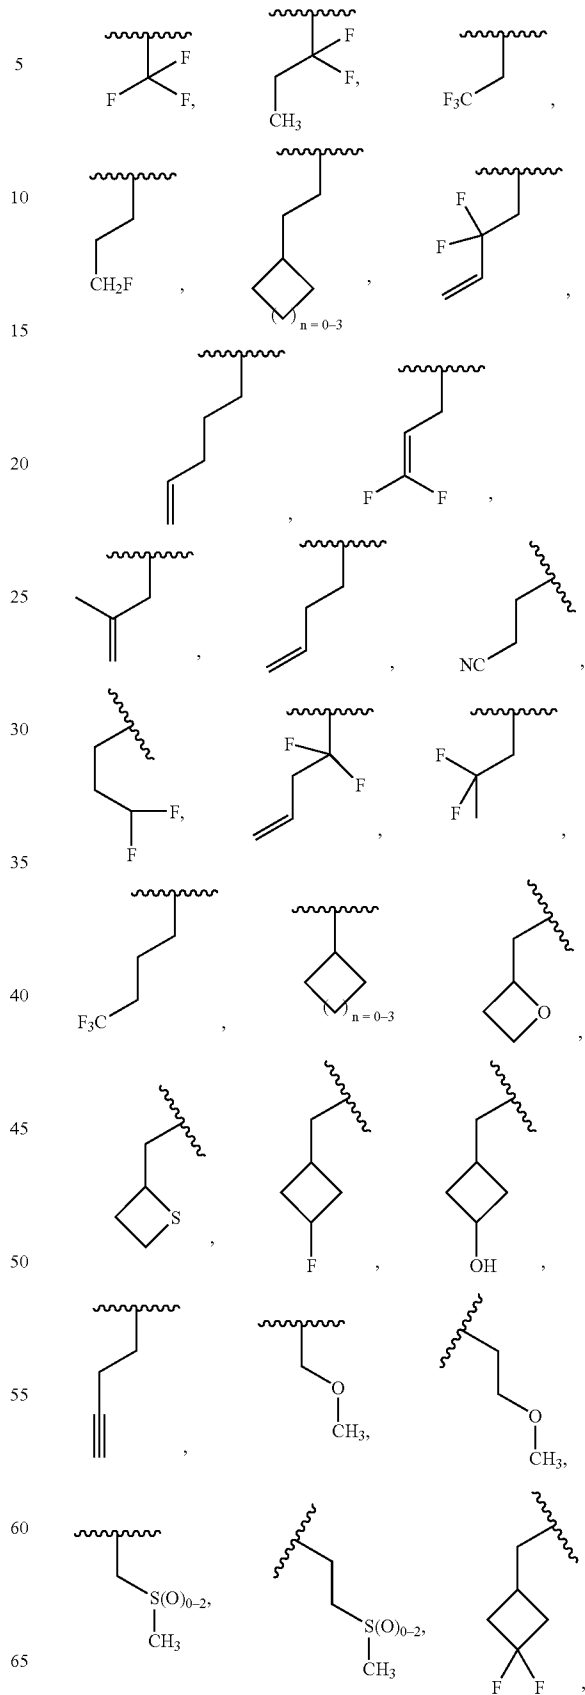 5
F
F
F,
F
F,
CH₃
F₃C ,
10
CH₂F ,
,
F
F
,
15
n = 0–3
20
,
F F ,
25
,
,
NC ,
30
F,
F
F
F
,
F
F
,
35
40
F₃C ,
n = 0–3
,
O ,
45
S ,
F ,
OH ,
50
55
,
O
CH₃,
O
CH₃,
60
S(O)₀₋₂,
CH₃
S(O)₀₋₂,
CH₃
65
F F ,